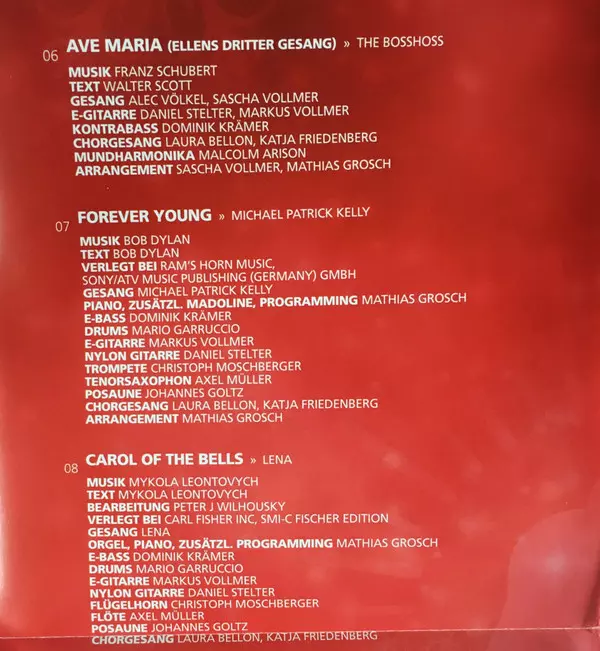 06 AVE MARIA (ELLENS DRITTER GESANG) » THE BOSSHOSS
MUSIK FRANZ SCHUBERT
TEXT WALTER SCOTT
GESANG ALEC VÖLKEL, SASCHA VOLLMER
E-GITARRE DANIEL STELTER, MARKUS VOLLMER
KONTRABASS DOMINIK KRÄMER
CHORGESANG LAURA BELLON, KATJA FRIEDENBERG
MUNDHARMONIKA MALCOLM ARISON
ARRANGEMENT SASCHA VOLLMER, MATHIAS GROSCH
07 FOREVER YOUNG » MICHAEL PATRICK KELLY
MUSIK BOB DYLAN
TEXT BOB DYLAN
VERLEGT BEI RAM'S HORN MUSIC,
SONY/ATV MUSIC PUBLISHING (GERMANY) GMBH
GESANG MICHAEL PATRICK KELLY
PIANO, ZUSÄTZL. MADOLINE, PROGRAMMING MATHIAS GROSCH
E-BASS DOMINIK KRÄMER
DRUMS MARIO GARRUCCIO
E-GITARRE MARKUS VOLLMER
NYLON GITARRE DANIEL STELTER
TROMPETE CHRISTOPH MOSCHBERGER
TENORSAXOPHON AXEL MÜLLER
POSAUNE JOHANNES GOLTZ
CHORGESANG LAURA BELLON, KATJA FRIEDENBERG
ARRANGEMENT MATHIAS GROSCH
08 CAROL OF THE BELLS » LENA
MUSIK MYKOLA LEONTOVYCH
TEXT MYKOLA LEONTOVYCH
BEARBEITUNG PETER J WILHOUSKY
VERLEGT BEI CARL FISHER INC, SMI-C FISCHER EDITION
GESANG LENA
ORGEL, PIANO, ZUSÄTZL. PROGRAMMING MATHIAS GROSCH
E-BASS DOMINIK KRÄMER
DRUMS MARIO GARRUCCIO
E-GITARRE MARKUS VOLLMER
NYLON GITARRE DANIEL STELTER
FLÜGELHORN CHRISTOPH MOSCHBERGER
FLÖTE AXEL MÜLLER
POSAUNE JOHANNES GOLTZ
CHORGESANG LAURA BELLON, KATJA FRIEDENBERG